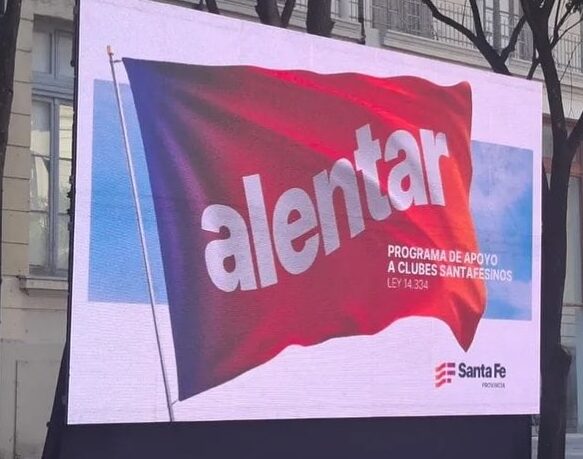 alentar
PROGRAMA DE APOYO
A CLUBES SANTAFESINOS
LEY 14.334
Santa Fe
PROVINCIA